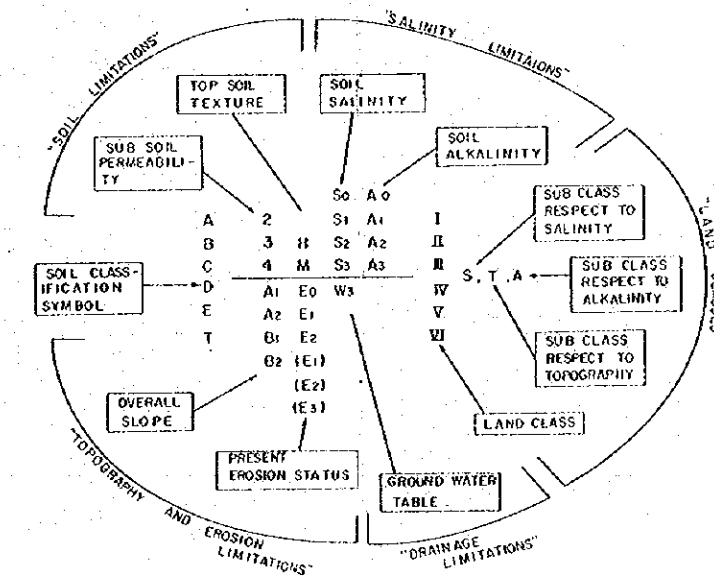 "SALINITY LIMITAIONS"
"SOIL LIMITATIONS"
TOP SOIL
TEXTURE
SOIL
SALINITY
SUB SOIL
PERMEABILI-
TY
SOIL
ALKALINITY
S0 A0
A 2 S1 A1 I
B 3 H S2 A2 II
C 4 M S3 A3 III
D A1 E0 W3 IV
E A2 E1 V
T B1 E2 VI
B2 (E1)
(E2)
(E3)
S, T, A
SUB CLASS
RESPECT TO
SALINITY
SUB CLASS
RESPECT TO
ALKALINITY
SUB CLASS
RESPECT TO
TOPOGRAPHY
SOIL CLASS-
IFICATION
SYMBOL
OVERALL
SLOPE
LAND CLASS
PRESENT
EROSION STATUS
GROUND WATER
TABLE
"TOPOGRAPHY AND EROSION
LIMITATIONS"
"DRAINAGE
LIMITATIONS"
"LAND